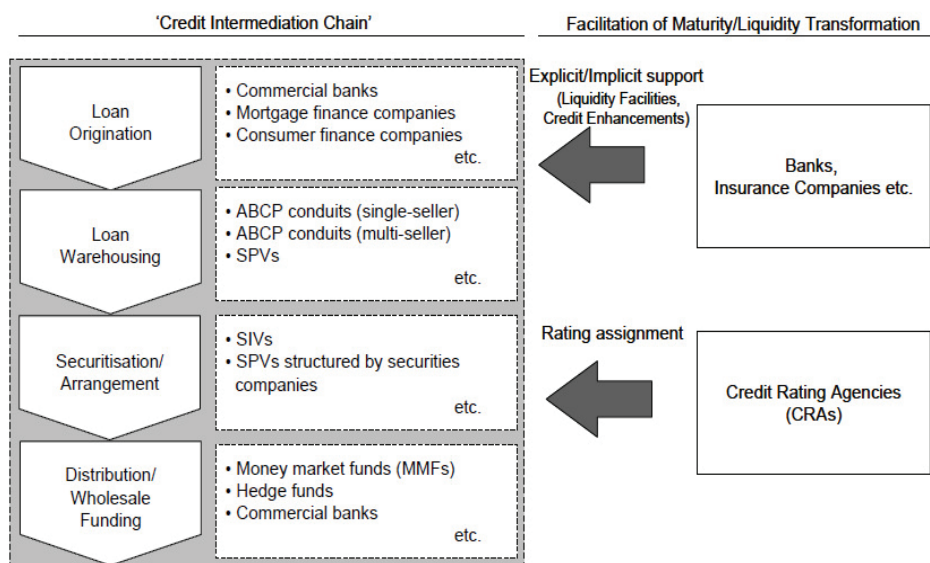 'Credit Intermediation Chain'
Facilitation of Maturity/Liquidity Transformation
Loan
Origination
• Commercial banks
• Mortgage finance companies
• Consumer finance companies
etc.
Loan
Warehousing
• ABCP conduits (single-seller)
• ABCP conduits (multi-seller)
• SPVs
etc.
Securitisation/
Arrangement
• SIVs
• SPVs structured by securities
companies
etc.
Distribution/
Wholesale
Funding
• Money market funds (MMFs)
• Hedge funds
• Commercial banks
etc.
Explicit/Implicit support
(Liquidity Facilities,
Credit Enhancements)
Banks,
Insurance Companies etc.
Rating assignment
Credit Rating Agencies
(CRAs)